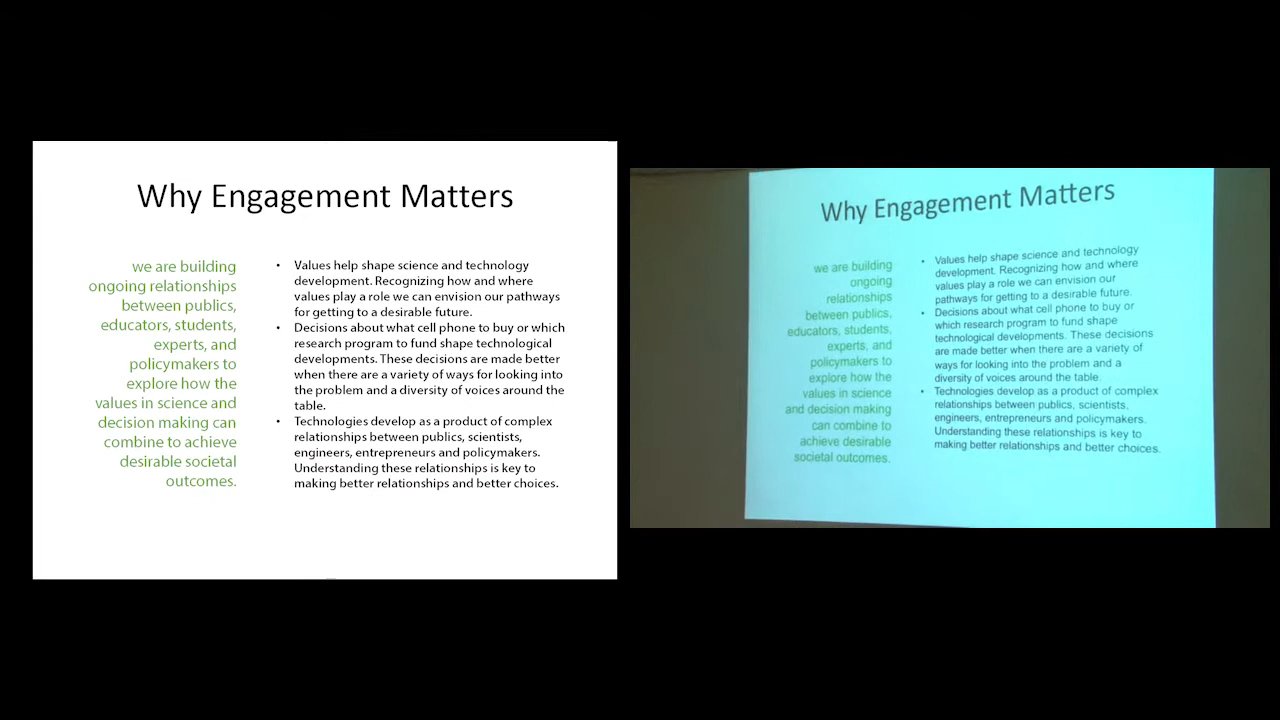 Why Engagement Matters
we are building
ongoing relationships
between publics,
educators, students,
experts, and
policymakers to
explore how the
values in science and
decision making can
combine to achieve
desirable societal
outcomes.
• Values help shape science and technology
development. Recognizing how and where
values play a role we can envision our pathways
for getting to a desirable future.
• Decisions about what cell phone to buy or which
research program to fund shape technological
developments. These decisions are made better
when there are a variety of ways for looking into
the problem and a diversity of voices around the
table.
• Technologies develop as a product of complex
relationships between publics, scientists,
engineers, entrepreneurs and policymakers.
Understanding these relationships is key to
making better relationships and better choices.
Why Engagement Matters
we are building
ongoing
relationships
between publics,
educators, students,
experts, and
policymakers to
explore how the
values in science
and decision making
can combine to
achieve desirable
societal outcomes.
• Values help shape science and technology
development. Recognizing how and where
values play a role we can envision our
pathways for getting to a desirable future.
• Decisions about what cell phone to buy or
which research program to fund shape
technological developments. These decisions
are made better when there are a variety of
ways for looking into the problem and a
diversity of voices around the table.
• Technologies develop as a product of complex
relationships between publics, scientists,
engineers, entrepreneurs and policymakers.
Understanding these relationships is key to
making better relationships and better choices.